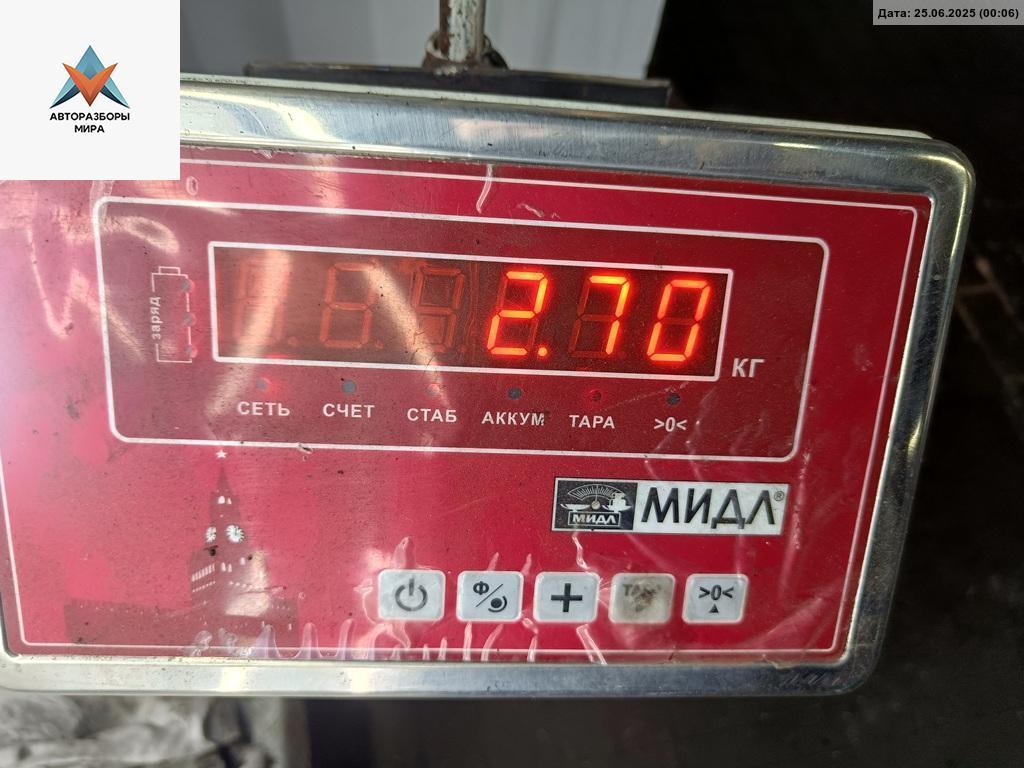 Дата: 25.06.2025 (00:06)
АВТОРАЗБОРЫ
МИРА
заряд
2.70
КГ
СЕТЬ СЧЕТ СТАБ АККУМ ТАРА >0<
МИДЛ МИДЛ®
Ф/ + >0<